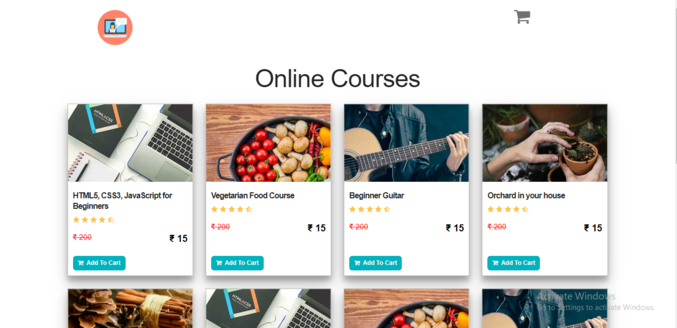 Online Courses
HTML5, CSS3, JavaScript for
Beginners
₹ 200
₹ 15
Add To Cart
Vegetarian Food Course
₹ 200
₹ 15
Add To Cart
Beginner Guitar
₹ 200
₹ 15
Add To Cart
Orchard in your house
₹ 200
₹ 15
Add To Cart
Activate Windows
Go to Settings to activate Windows.